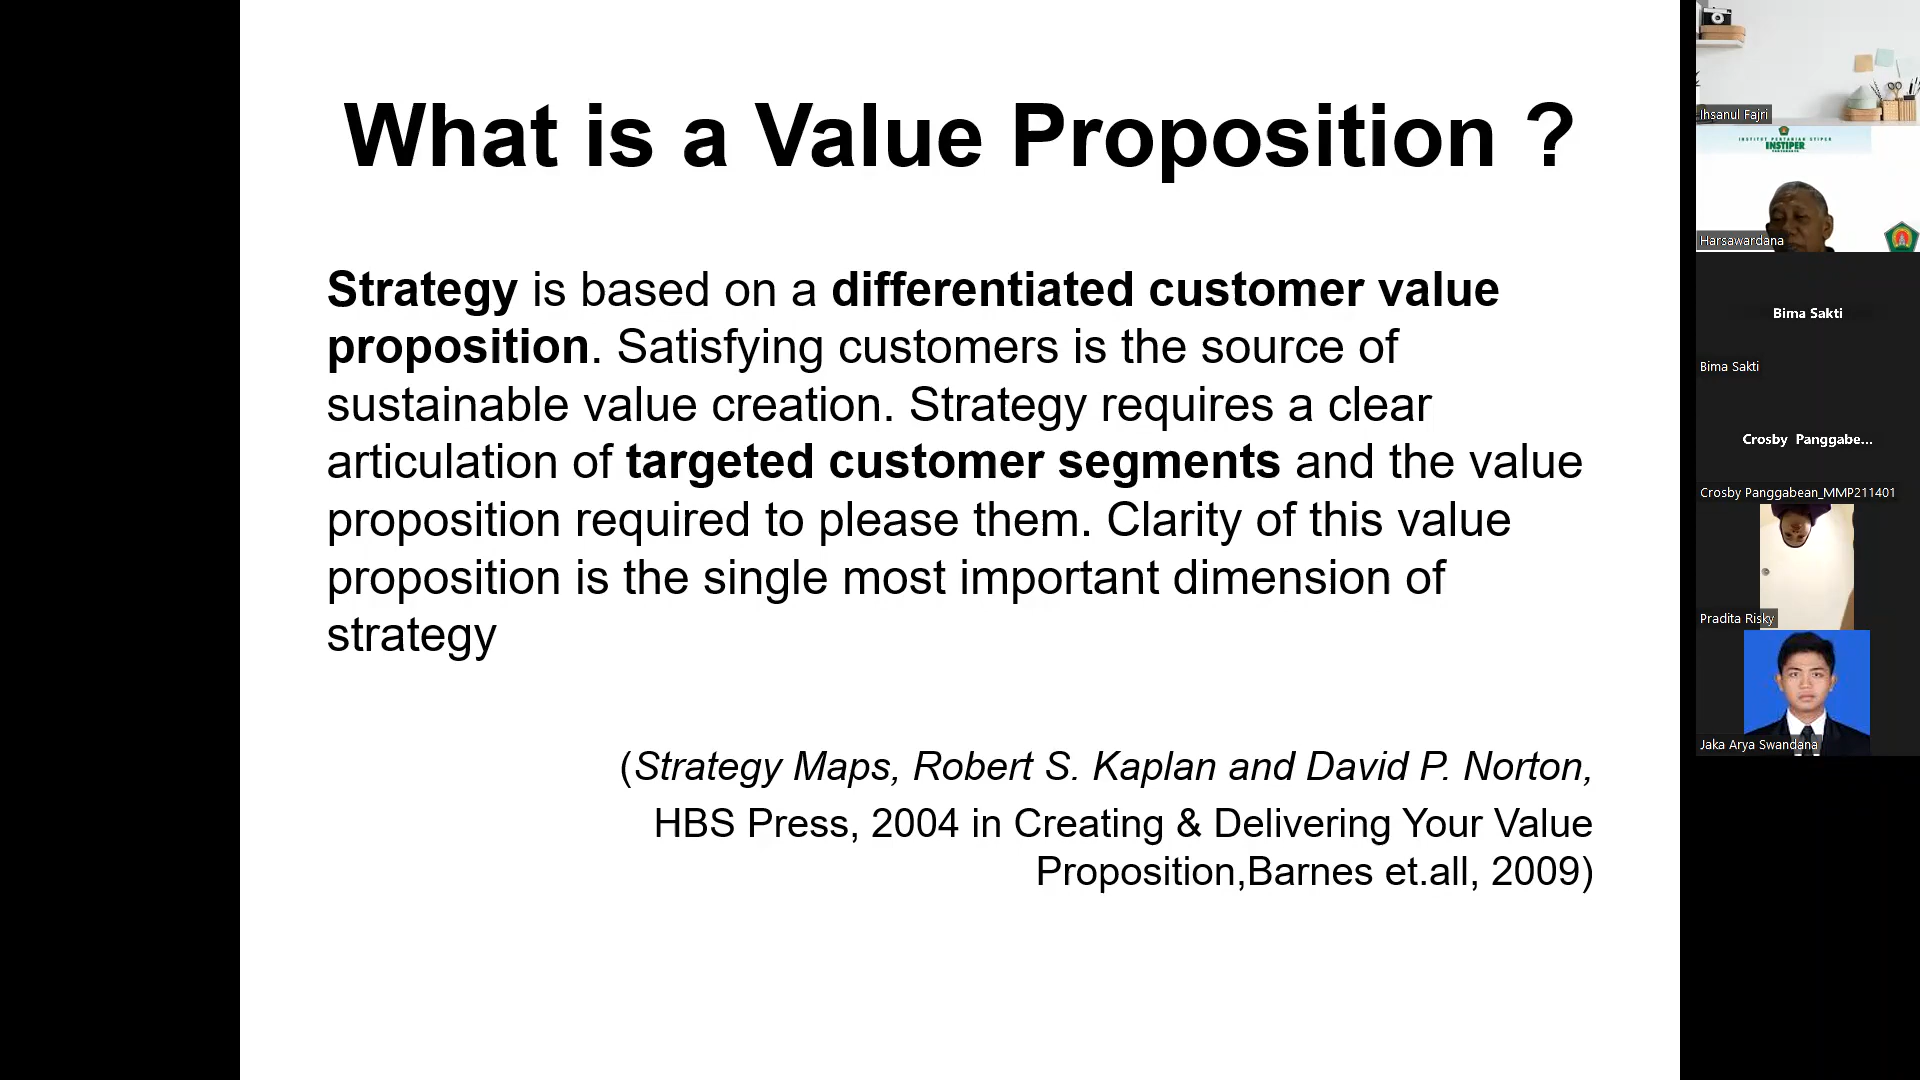 What is a Value Proposition ?
Strategy is based on a differentiated customer value
proposition. Satisfying customers is the source of
sustainable value creation. Strategy requires a clear
articulation of targeted customer segments and the value
proposition required to please them. Clarity of this value
proposition is the single most important dimension of
strategy
(Strategy Maps, Robert S. Kaplan and David P. Norton,
HBS Press, 2004 in Creating & Delivering Your Value
Proposition,Barnes et.all, 2009)
Ihsanul Fajri
INSTITUT PERTANIAN STIPER
INSTIPER
Harsawardana
Bima Sakti
Bima Sakti
Crosby Panggabe...
Crosby Panggabean_MMP211401
Pradita Risky
Jaka Arya Swandana